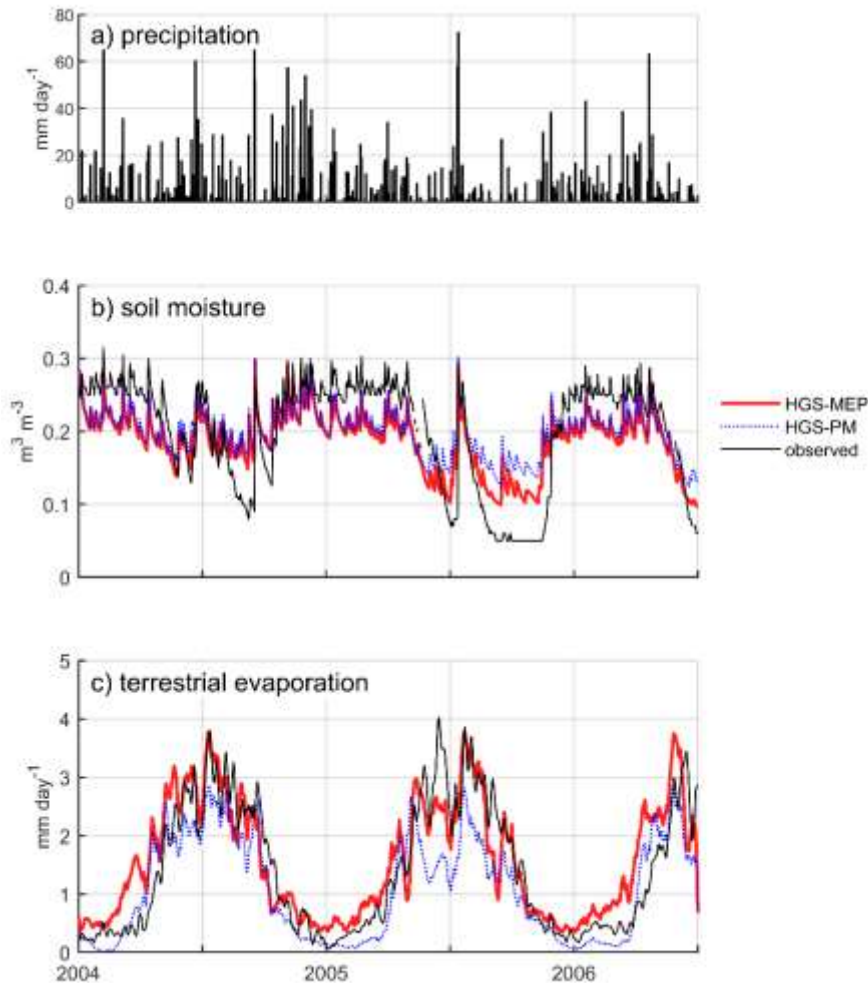 a) precipitation
mm day⁻¹
80
60
40
20
0
b) soil moisture
m³ m⁻³
0.4
0.3
0.2
0.1
0
HGS-MEP
HGS-PM
observed
c) terrestrial evaporation
mm day⁻¹
5
4
3
2
1
0
2004
2005
2006